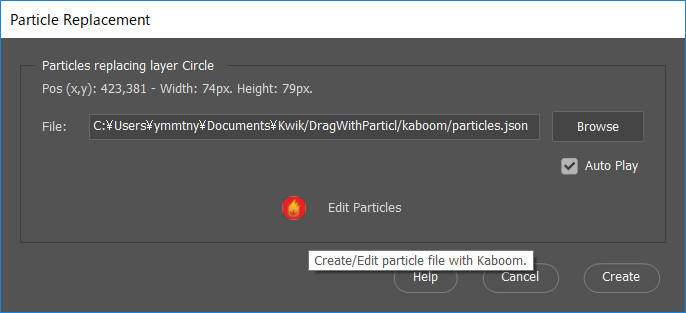 Particle Replacement
Particles replacing layer Circle
Pos (x,y): 423,381 - Width: 74px. Height: 79px.
File: C:¥Users¥ymmtny¥Documents¥Kwik/DragWithParticl/kaboom/particles.json Browse
Auto Play
Edit Particles
Create/Edit particle file with Kaboom.
Help Cancel Create